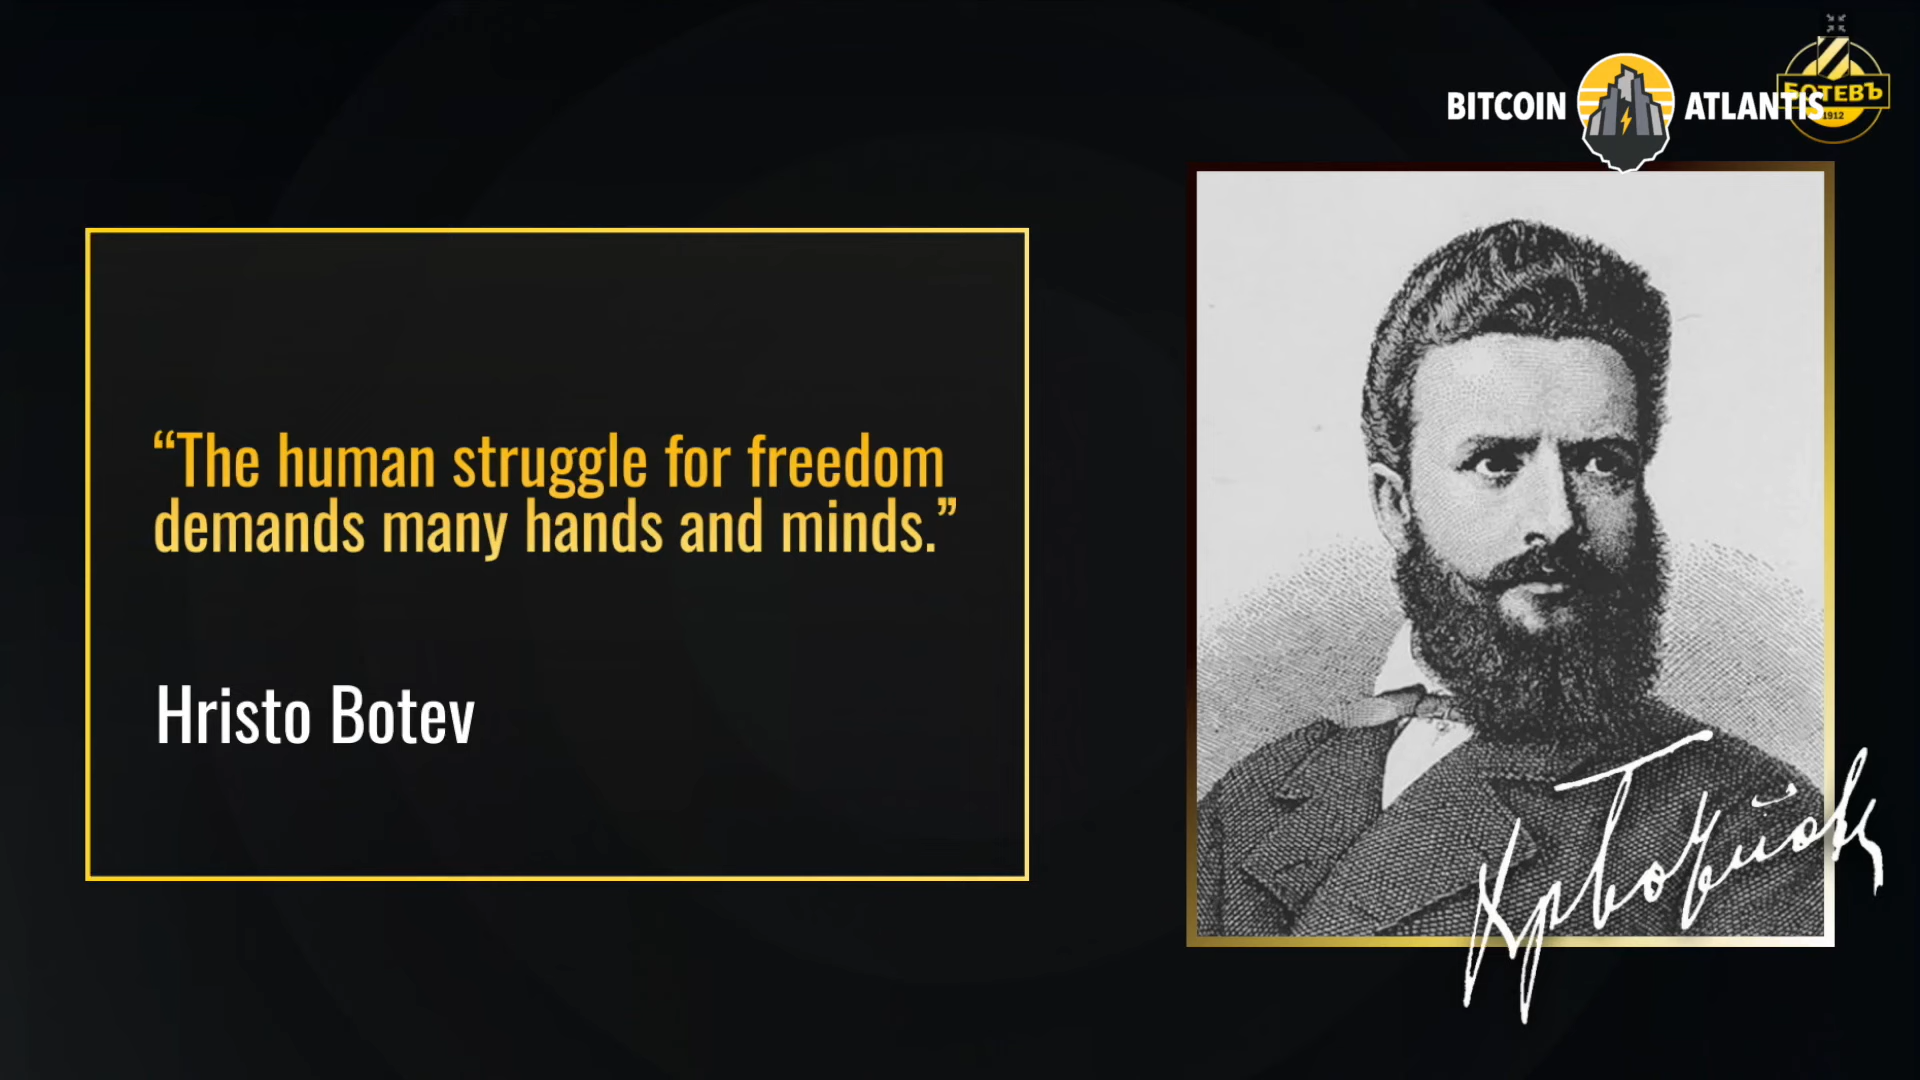 BITCOIN ATLANTIS
БОТЕВЪ
1912
“The human struggle for freedom
demands many hands and minds.”
Hristo Botev